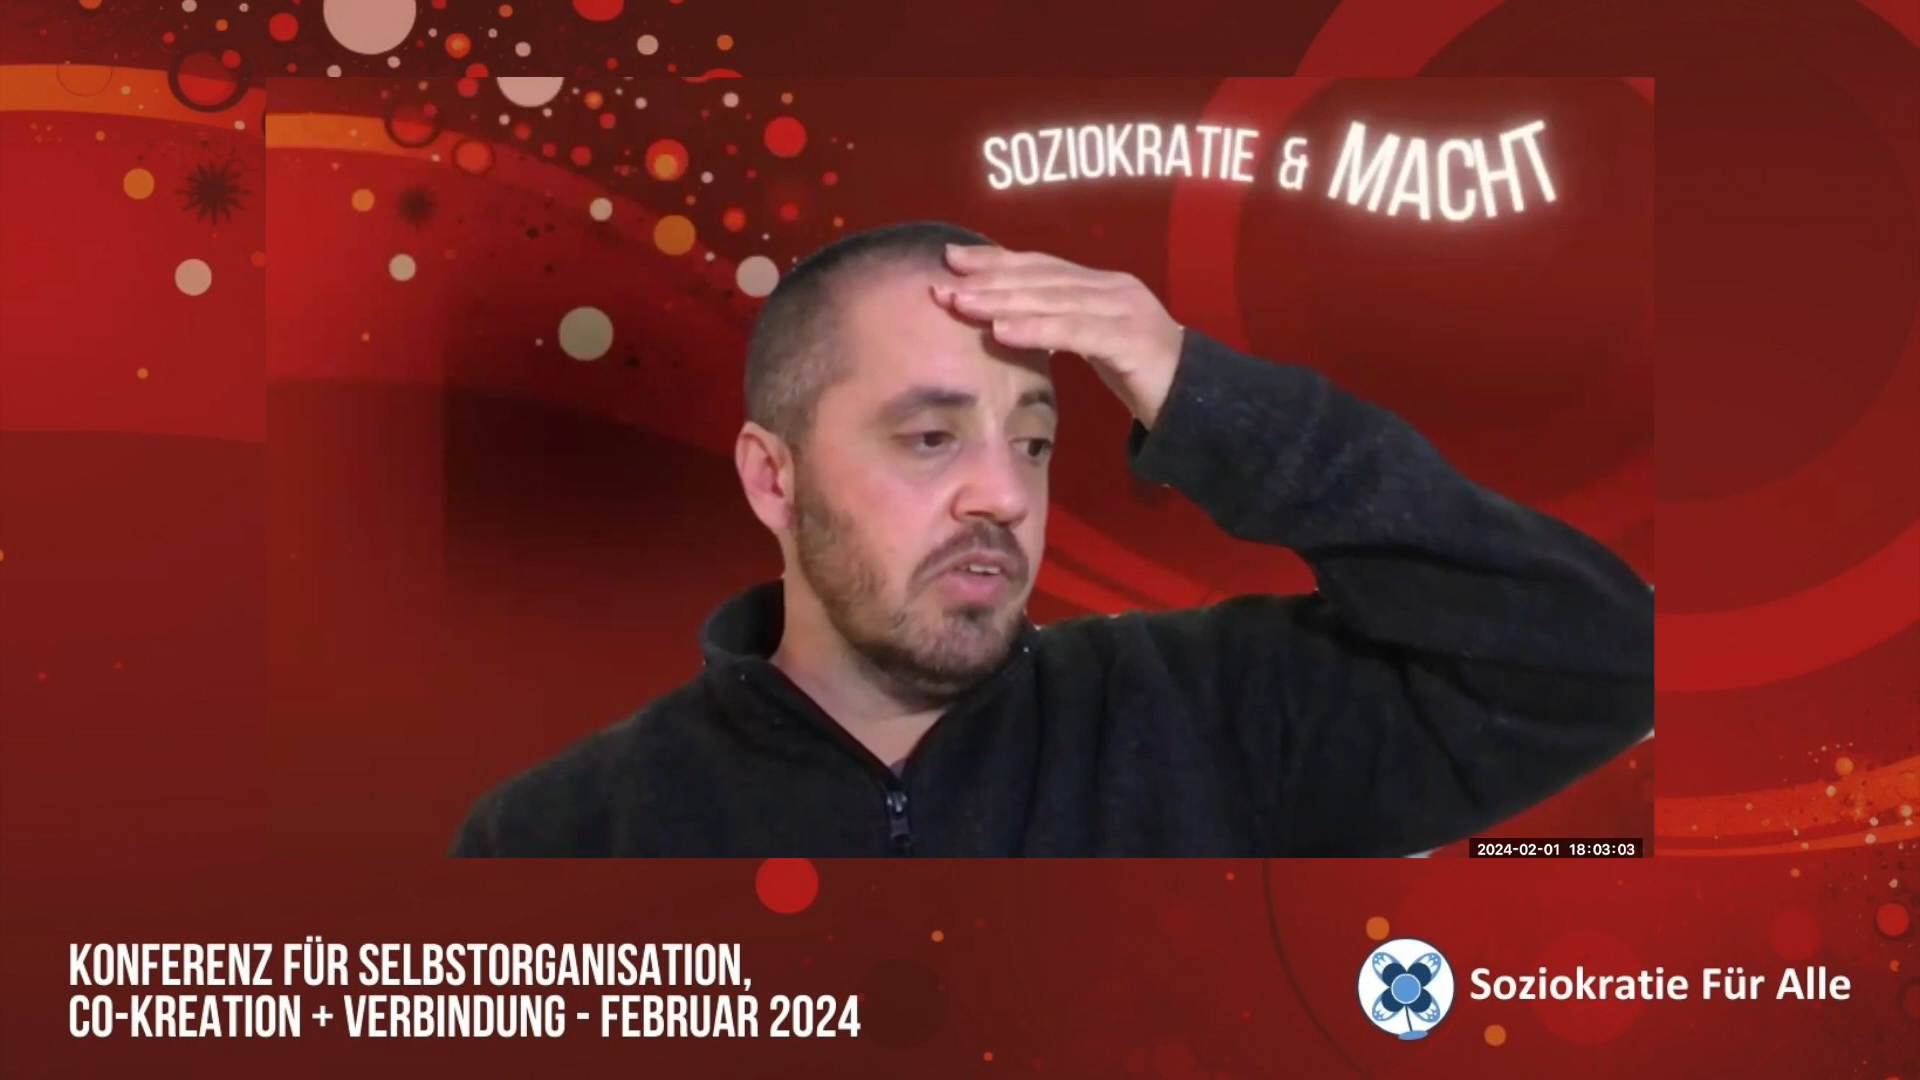 SOZIOKRATIE & MACHT
2024-02-01 18:03:03
KONFERENZ FÜR SELBSTORGANISATION,
CO-KREATION + VERBINDUNG - FEBRUAR 2024
Soziokratie Für Alle